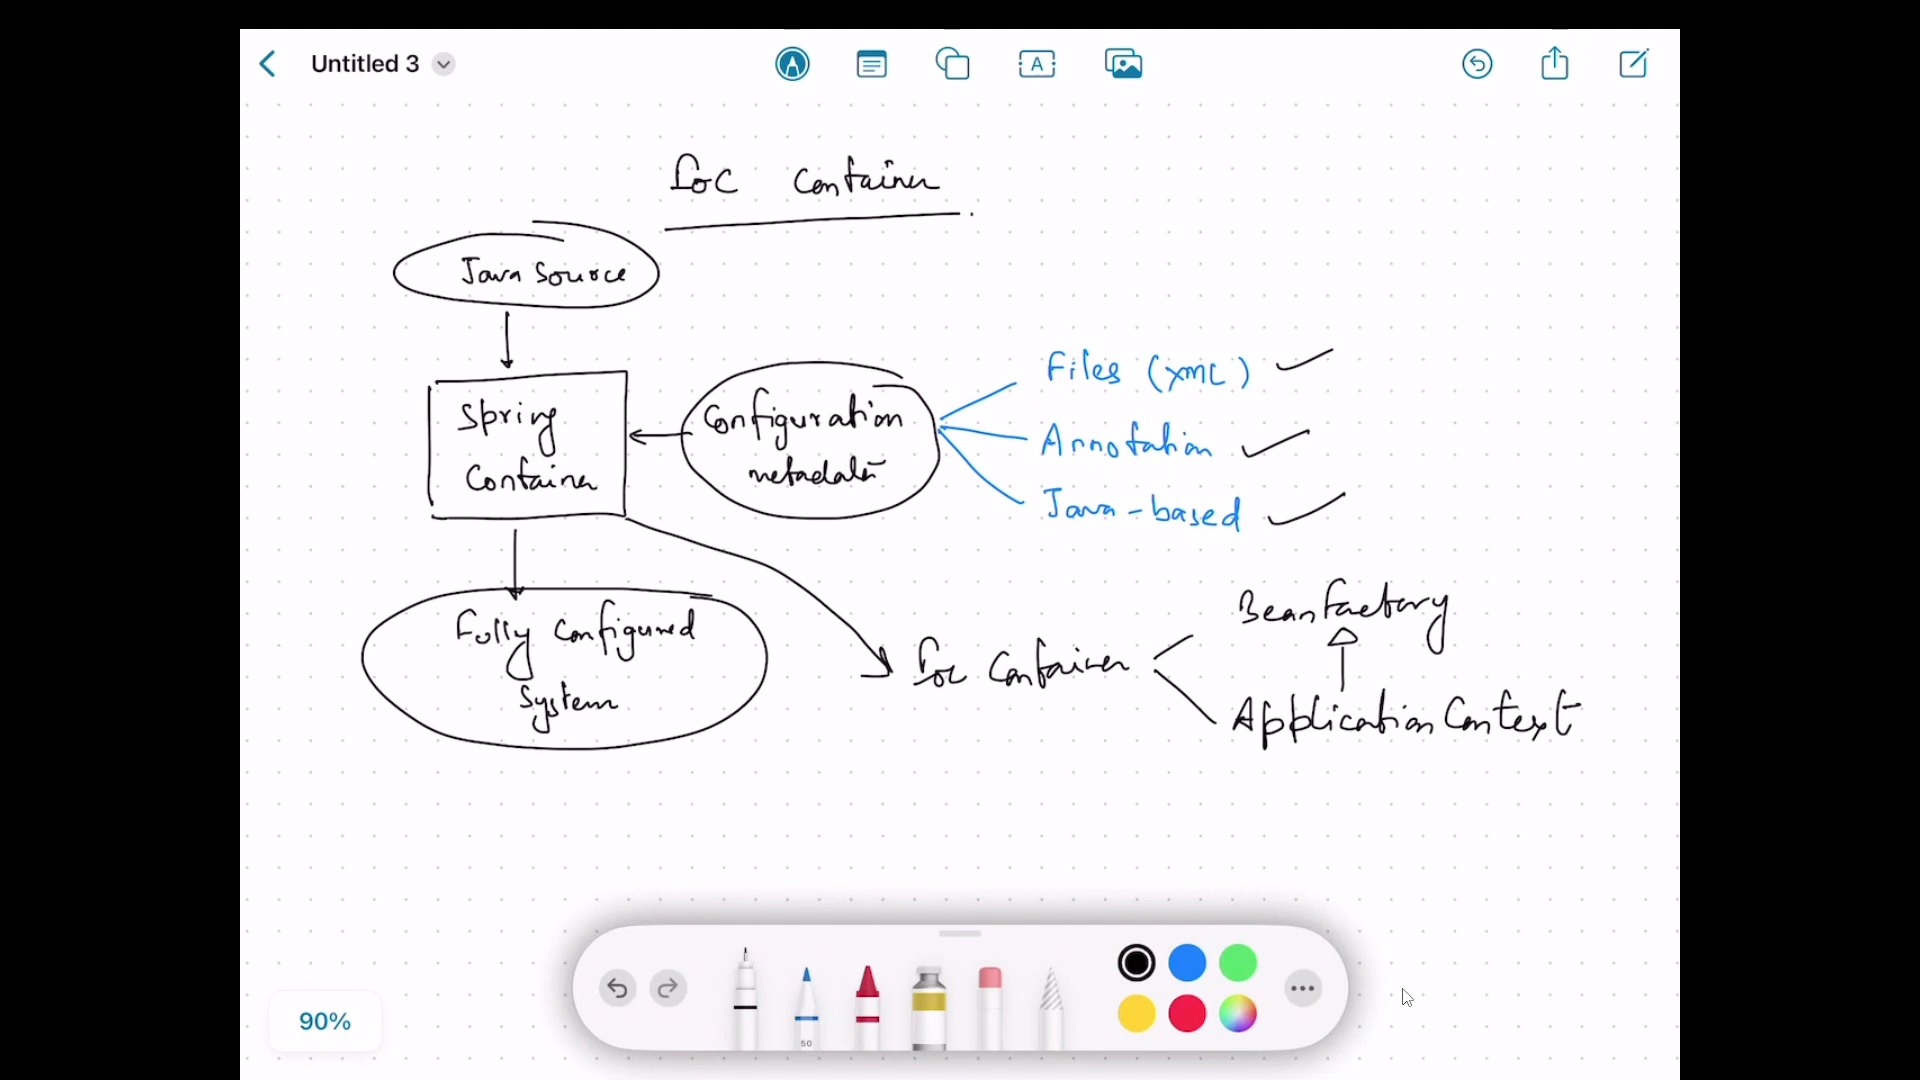 Untitled 3
IoC Container
Java Source
Spring
Container
Configuration
metadata
Files (XML)
Annotation
Java-based
Fully Configured
System
IoC Container
BeanFactory
ApplicationContext
50
90%